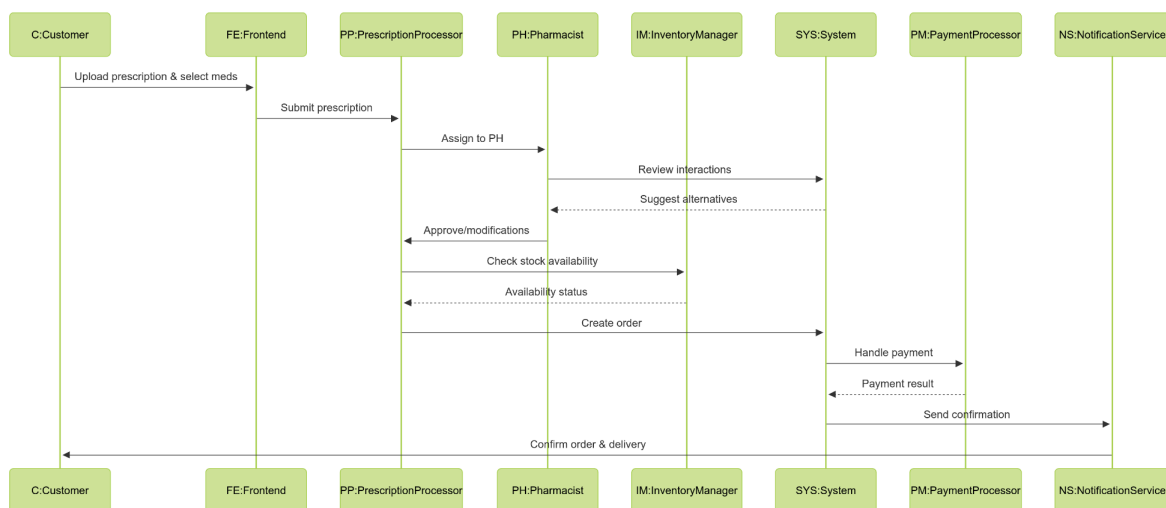 C:Customer
FE:Frontend
PP:PrescriptionProcessor
PH:Pharmacist
IM:InventoryManager
SYS:System
PM:PaymentProcessor
NS:NotificationService
Upload prescription & select meds
Submit prescription
Assign to PH
Review interactions
Suggest alternatives
Approve/modifications
Check stock availability
Availability status
Create order
Handle payment
Payment result
Send confirmation
Confirm order & delivery
C:Customer
FE:Frontend
PP:PrescriptionProcessor
PH:Pharmacist
IM:InventoryManager
SYS:System
PM:PaymentProcessor
NS:NotificationService